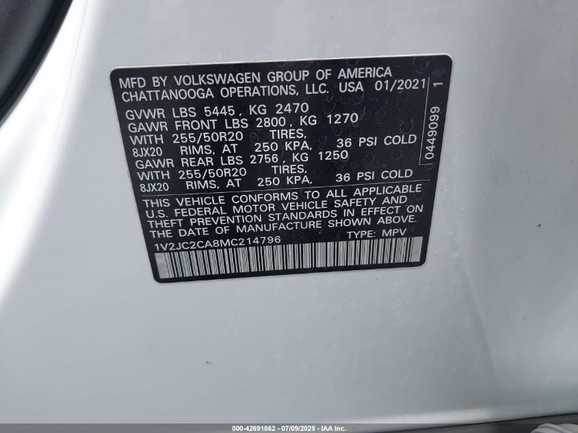 MFD BY VOLKSWAGEN GROUP OF AMERICA
CHATTANOOGA OPERATIONS, LLC. USA 01/2021
GVWR LBS 5445, KG 2470
GAWR FRONT LBS 2800, KG 1270
WITH 255/50R20 TIRES,
8JX20 RIMS, AT 250 KPA, 36 PSI COLD
GAWR REAR LBS 2756, KG 1250
WITH 255/50R20 TIRES,
8JX20 RIMS, AT 250 KPA, 36 PSI COLD
THIS VEHICLE CONFORMS TO ALL APPLICABLE
U.S. FEDERAL MOTOR VEHICLE SAFETY AND
THEFT PREVENTION STANDARDS IN EFFECT ON
THE DATE OF MANUFACTURE SHOWN ABOVE.
1V2JC2CA8MC214796 TYPE: MPV
0449099 1
000-42691862 - 07/09/2025 - IAA Inc.